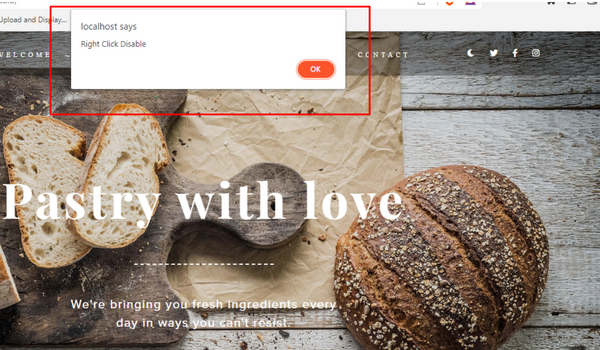 Upload and Display...
localhost says
Right Click Disable
OK
WELCOME
CONTACT
Pastry with love
We're bringing you fresh ingredients every
day in ways you can't resist.